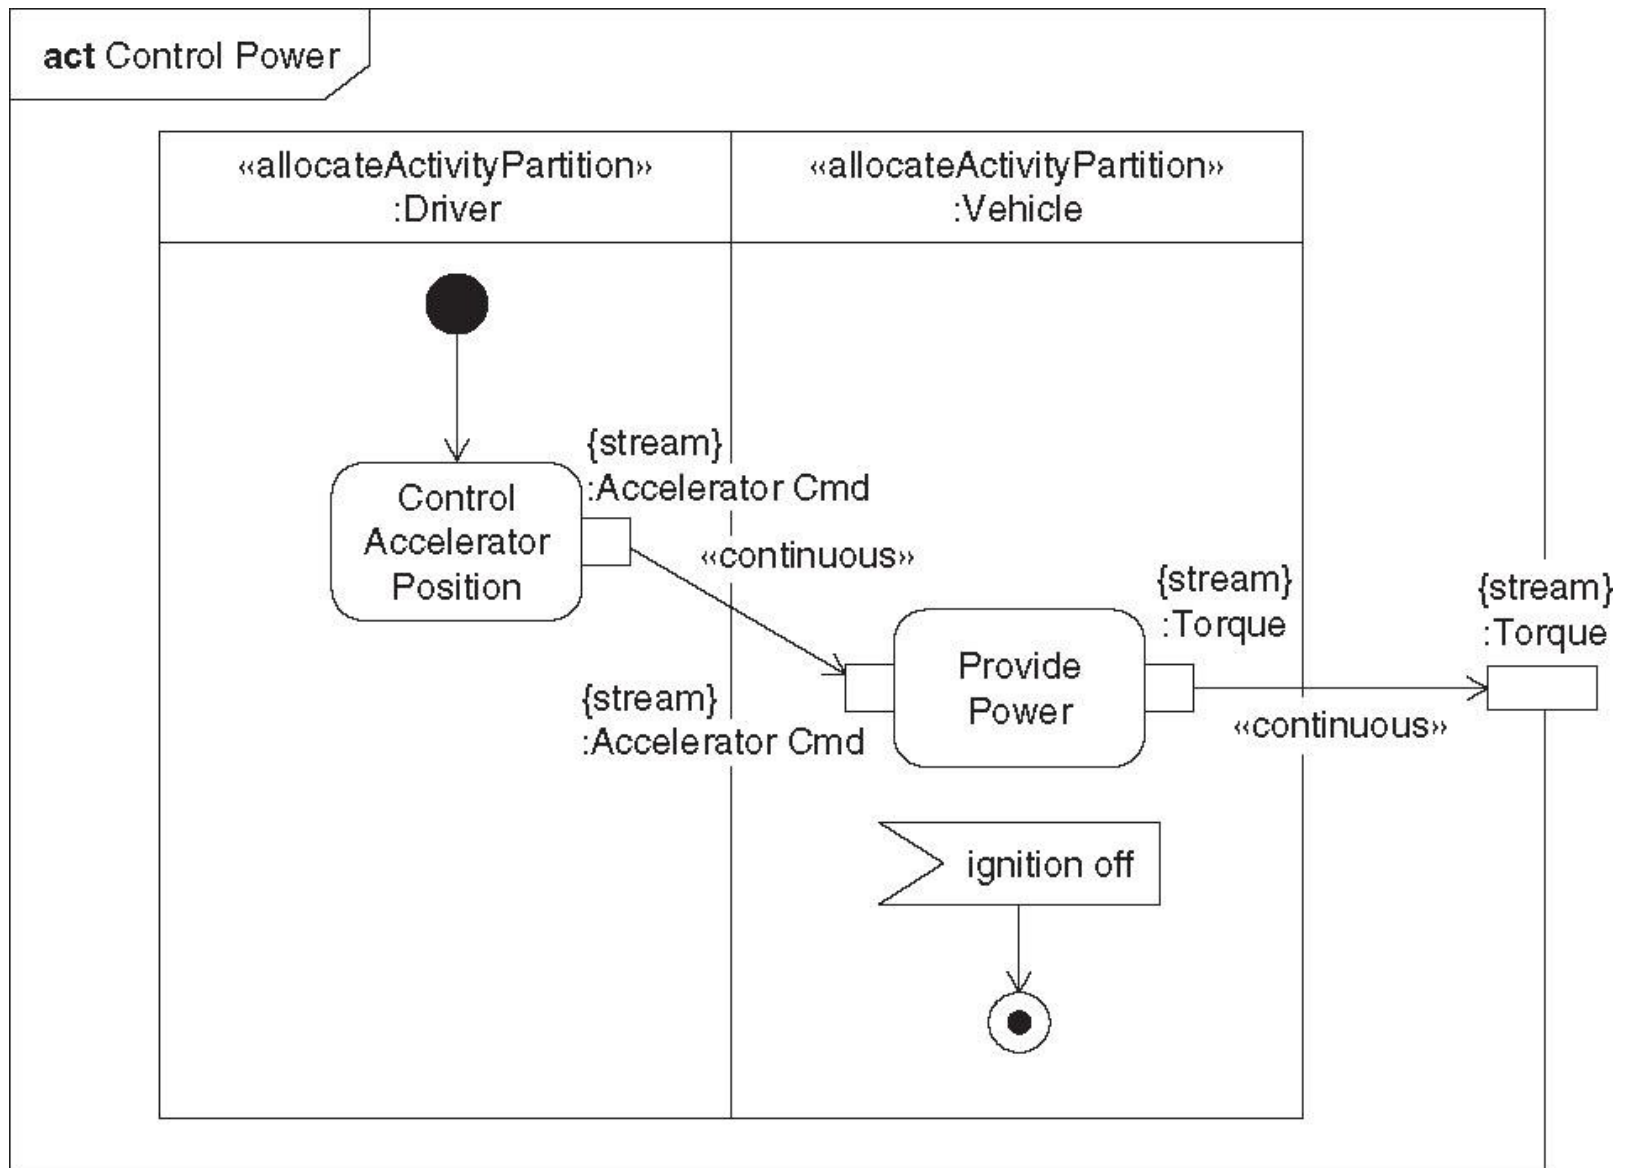 act Control Power
«allocateActivityPartition»
:Driver
«allocateActivityPartition»
:Vehicle
{stream}
:Accelerator Cmd
Control
Accelerator
Position
«continuous»
{stream}
:Accelerator Cmd
Provide
Power
{stream}
:Torque
«continuous»
{stream}
:Torque
ignition off